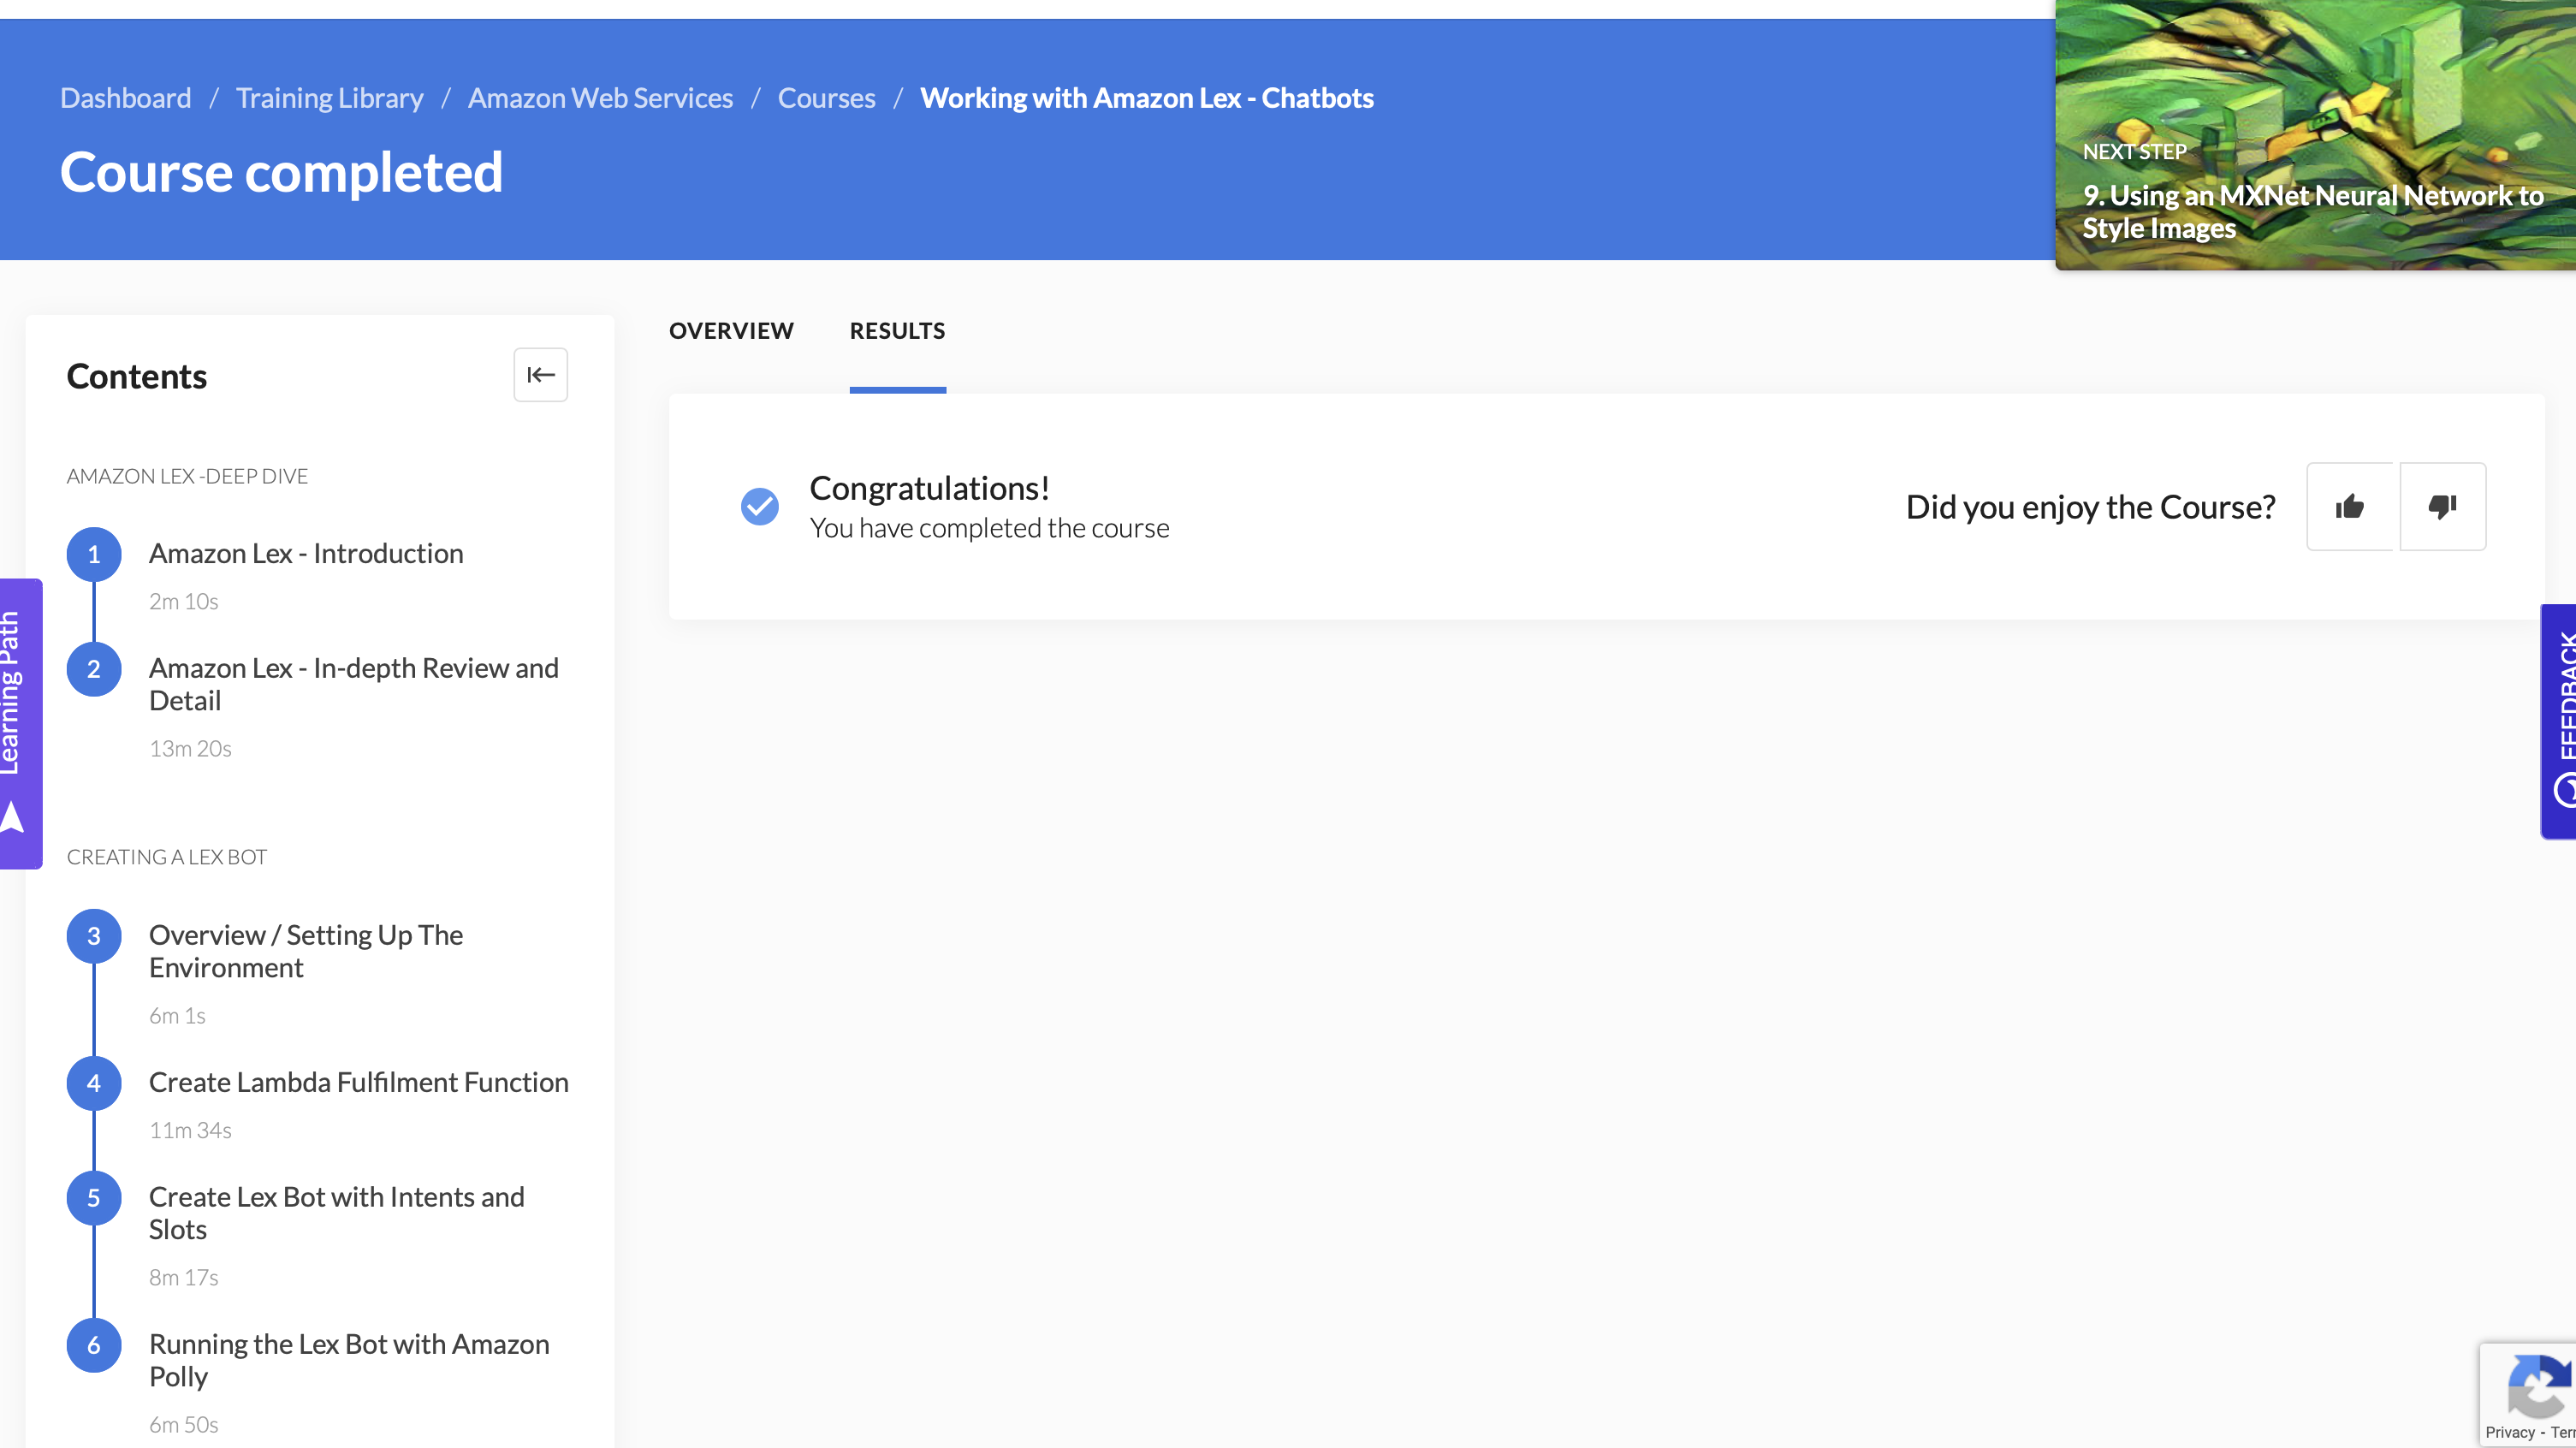 Dashboard / Training Library / Amazon Web Services / Courses / Working with Amazon Lex - Chatbots
Course completed
NEXT STEP
9. Using an MXNet Neural Network to
Style Images
Contents
AMAZON LEX -DEEP DIVE
1 Amazon Lex - Introduction
2m 10s
2 Amazon Lex - In-depth Review and
Detail
13m 20s
CREATING A LEX BOT
3 Overview / Setting Up The
Environment
6m 1s
4 Create Lambda Fulfilment Function
11m 34s
5 Create Lex Bot with Intents and
Slots
8m 17s
6 Running the Lex Bot with Amazon
Polly
6m 50s
Learning Path
OVERVIEW RESULTS
Congratulations!
You have completed the course
Did you enjoy the Course?
FEEDBACK
Privacy -